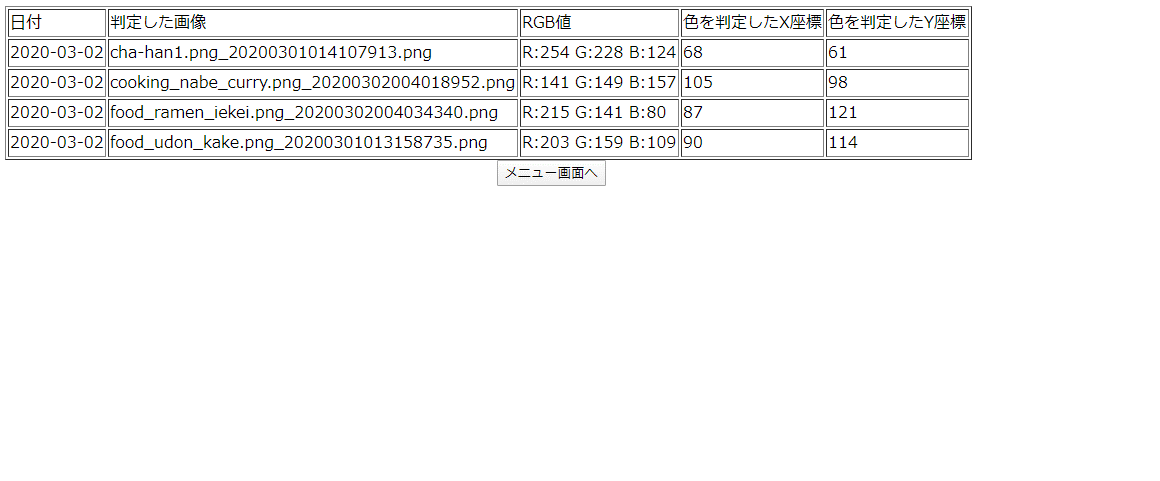 日付 判定した画像 RGB値 色を判定したX座標 色を判定したY座標
2020-03-02 cha-han1.png_20200301014107913.png R:254 G:228 B:124 68 61
2020-03-02 cooking_nabe_curry.png_20200302004018952.png R:141 G:149 B:157 105 98
2020-03-02 food_ramen_iekei.png_20200302004034340.png R:215 G:141 B:80 87 121
2020-03-02 food_udon_kake.png_20200301013158735.png R:203 G:159 B:109 90 114
メニュー画面へ